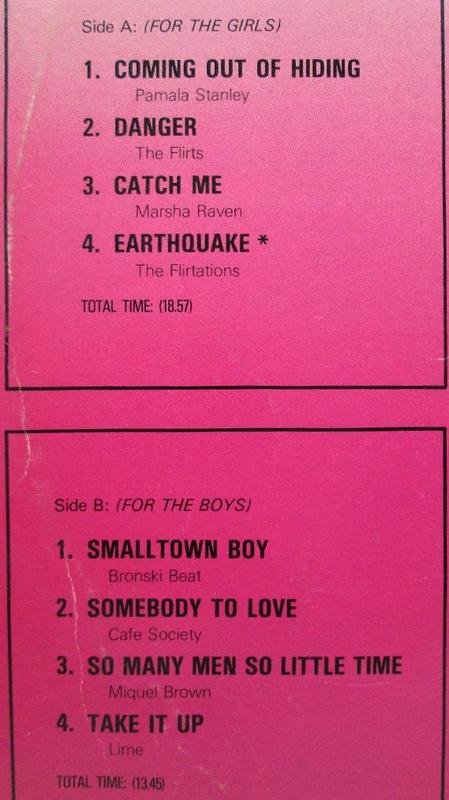 Side A: (FOR THE GIRLS)
1. COMING OUT OF HIDING
Pamala Stanley
2. DANGER
The Flirts
3. CATCH ME
Marsha Raven
4. EARTHQUAKE *
The Flirtations
TOTAL TIME: (18.57)
Side B: (FOR THE BOYS)
1. SMALLTOWN BOY
Bronski Beat
2. SOMEBODY TO LOVE
Cafe Society
3. SO MANY MEN SO LITTLE TIME
Miquel Brown
4. TAKE IT UP
Lime
TOTAL TIME: (13.45)